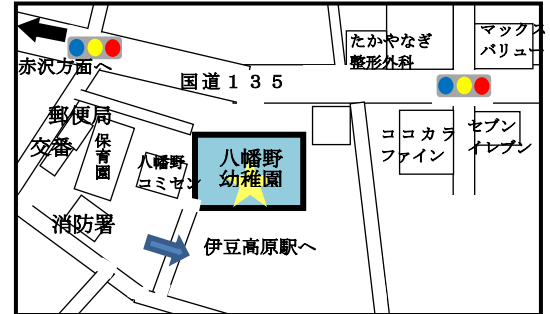 マックス
バリュー
たかやなぎ
整形外科
赤沢方面へ
国道１３５
郵便局
交番
保育園
八幡野
コミセン
八幡野
幼稚園
ココカラ
ファイン
セブン
イレブン
消防署
伊豆高原駅へ